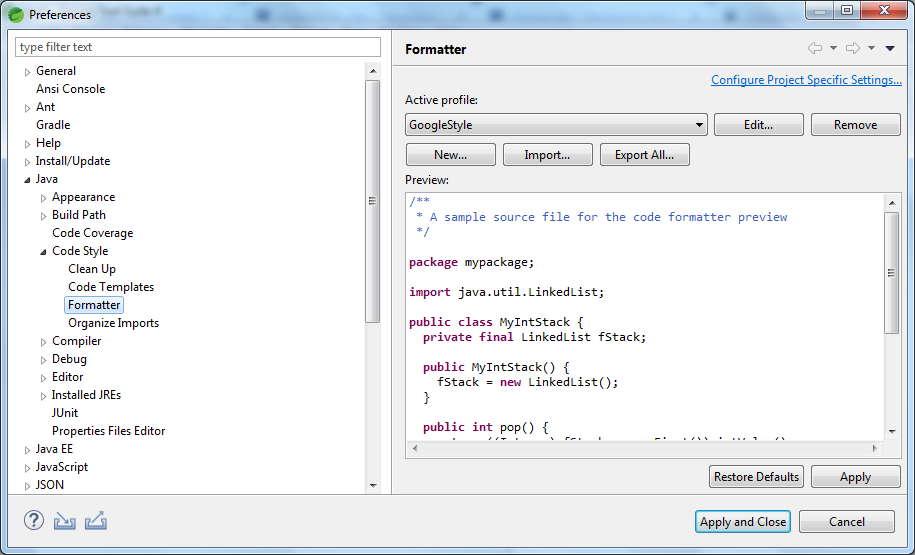 Preferences
type filter text
General
Ansi Console
Ant
Gradle
Help
Install/Update
Java
Appearance
Build Path
Code Coverage
Code Style
Clean Up
Code Templates
Formatter
Organize Imports
Compiler
Debug
Editor
Installed JREs
JUnit
Properties Files Editor
Java EE
JavaScript
JSON
Formatter
Configure Project Specific Settings...
Active profile:
GoogleStyle
Edit...
Remove
New...
Import...
Export All...
Preview:
/**
* A sample source file for the code formatter preview
*/
package mypackage;
import java.util.LinkedList;
public class MyIntStack {
private final LinkedList fStack;
public MyIntStack() {
fStack = new LinkedList();
}
public int pop() {
Restore Defaults
Apply
Apply and Close
Cancel